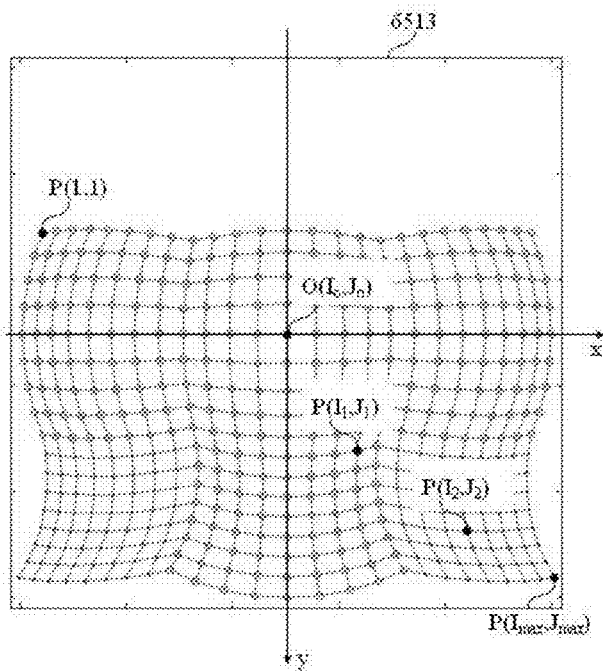 6513
P(1,1)
O(I₀,J₀)
x
P(I₁,J₁)
P(I₂,J₂)
P(Iₘₐₓ,Jₘₐₓ)
y